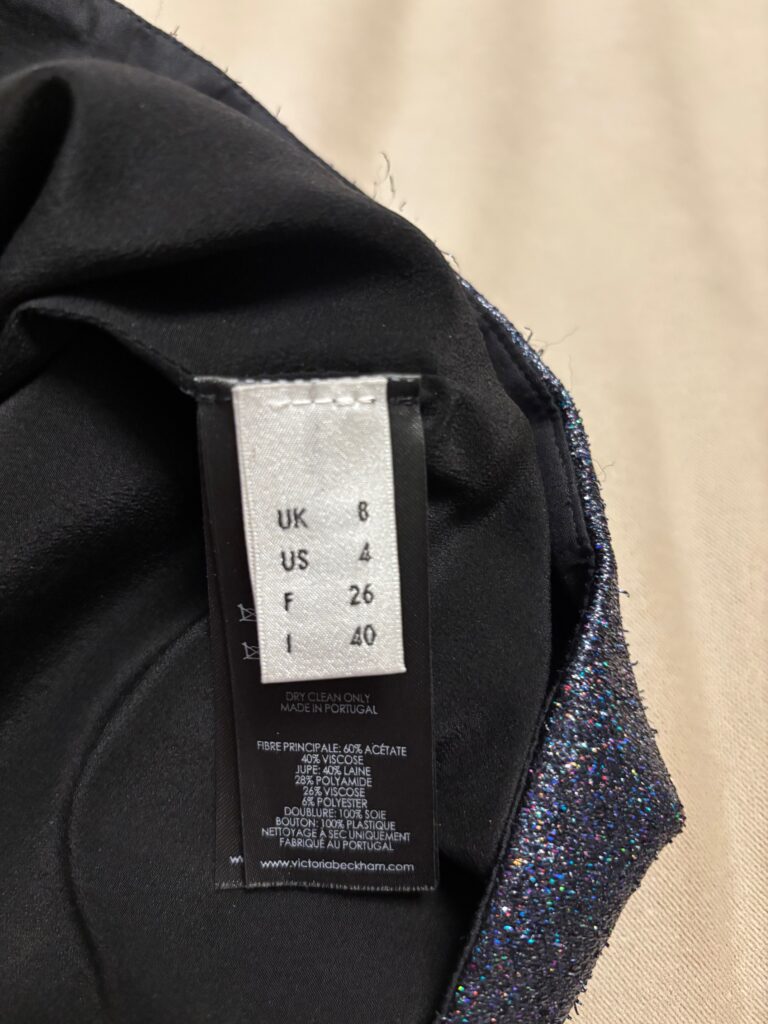 UK 8
US 4
F 26
I 40
DRY CLEAN ONLY
MADE IN PORTUGAL
FIBRE PRINCIPALE: 60% ACÉTATE
40% VISCOSE
JUPE: 40% LAINE
28% POLYAMIDE
26% VISCOSE
6% POLYESTER
DOUBLURE: 100% SOIE
BOUTON: 100% PLASTIQUE
NETTOYAGE À SEC UNIQUEMENT
FABRIQUÉ AU PORTUGAL
www.victoriabeckham.com